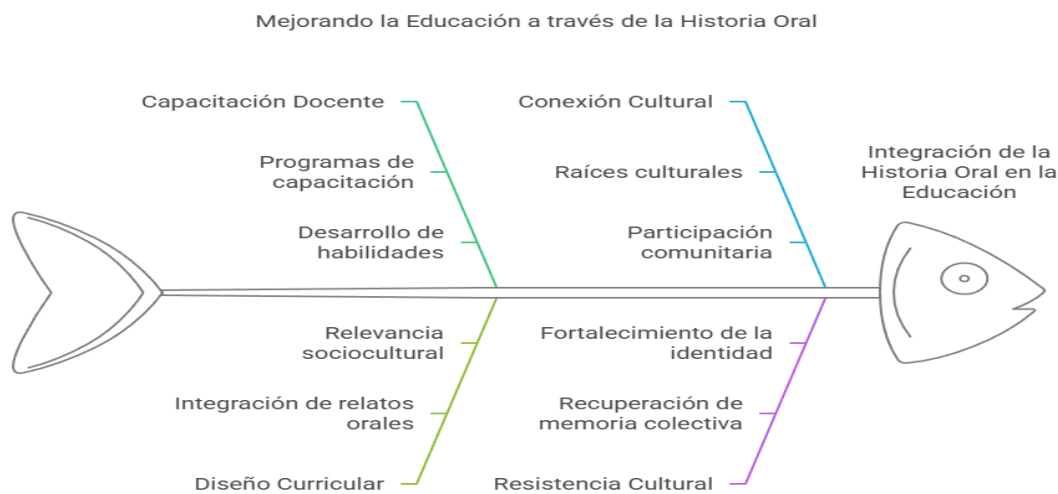 Mejorando la Educación a través de la Historia Oral
Capacitación Docente
Programas de
capacitación
Desarrollo de
habilidades
Conexión Cultural
Raíces culturales
Participación
comunitaria
Integración de la
Historia Oral en la
Educación
Relevancia
sociocultural
Integración de relatos
orales
Diseño Curricular
Fortalecimiento de la
identidad
Recuperación de
memoria colectiva
Resistencia Cultural